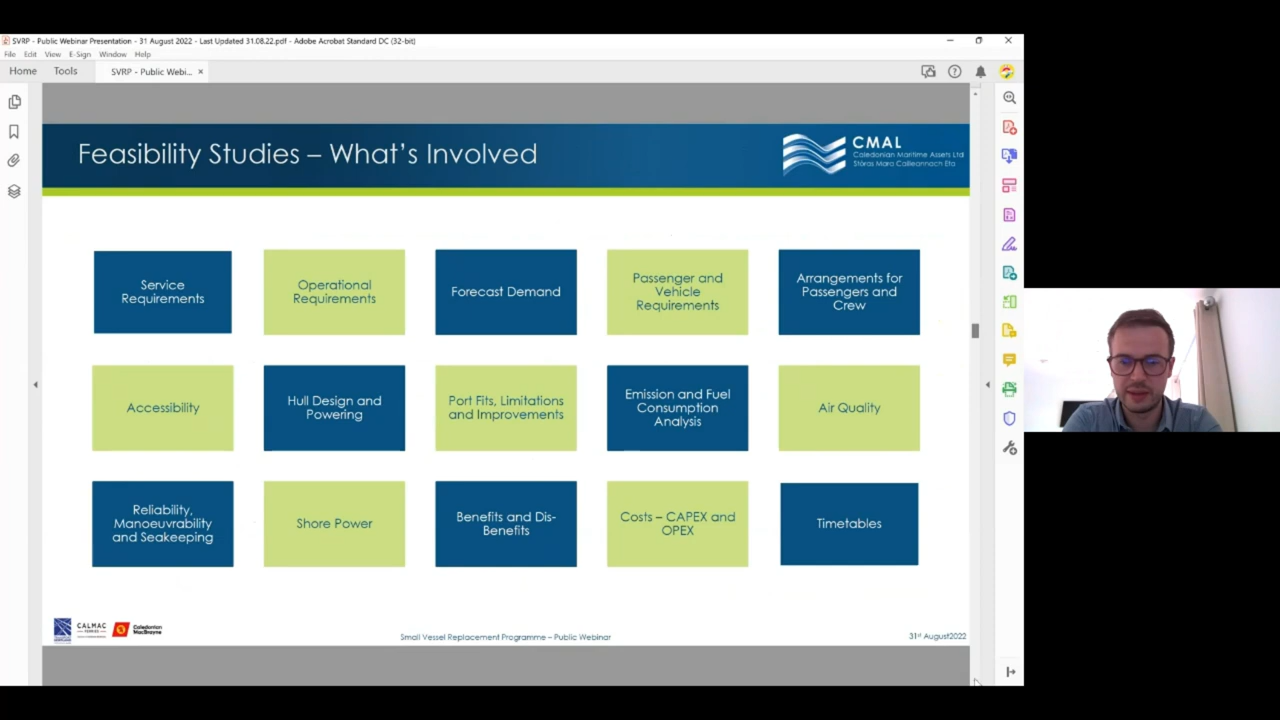 SVRP - Public Webinar Presentation - 31 August 2022 - Last Updated 31.08.22.pdf - Adobe Acrobat Standard DC (32-bit)
File Edit View E-Sign Window Help
Home Tools SVRP - Public Webi... ×
Feasibility Studies – What's Involved
CMAL
Caledonian Maritime Assets Ltd
Stòras Mara Cailleannach Eta
Service
Requirements
Operational
Requirements
Forecast Demand
Passenger and
Vehicle
Requirements
Arrangements for
Passengers and
Crew
Accessibility
Hull Design and
Powering
Port Fits, Limitations
and Improvements
Emission and Fuel
Consumption
Analysis
Air Quality
Reliability,
Manoeuvrability
and Seakeeping
Shore Power
Benefits and Dis-
Benefits
Costs – CAPEX and
OPEX
Timetables
CALMAC
FERRIES
Caledonian
MacBrayne
Small Vessel Replacement Programme – Public Webinar
31st August2022